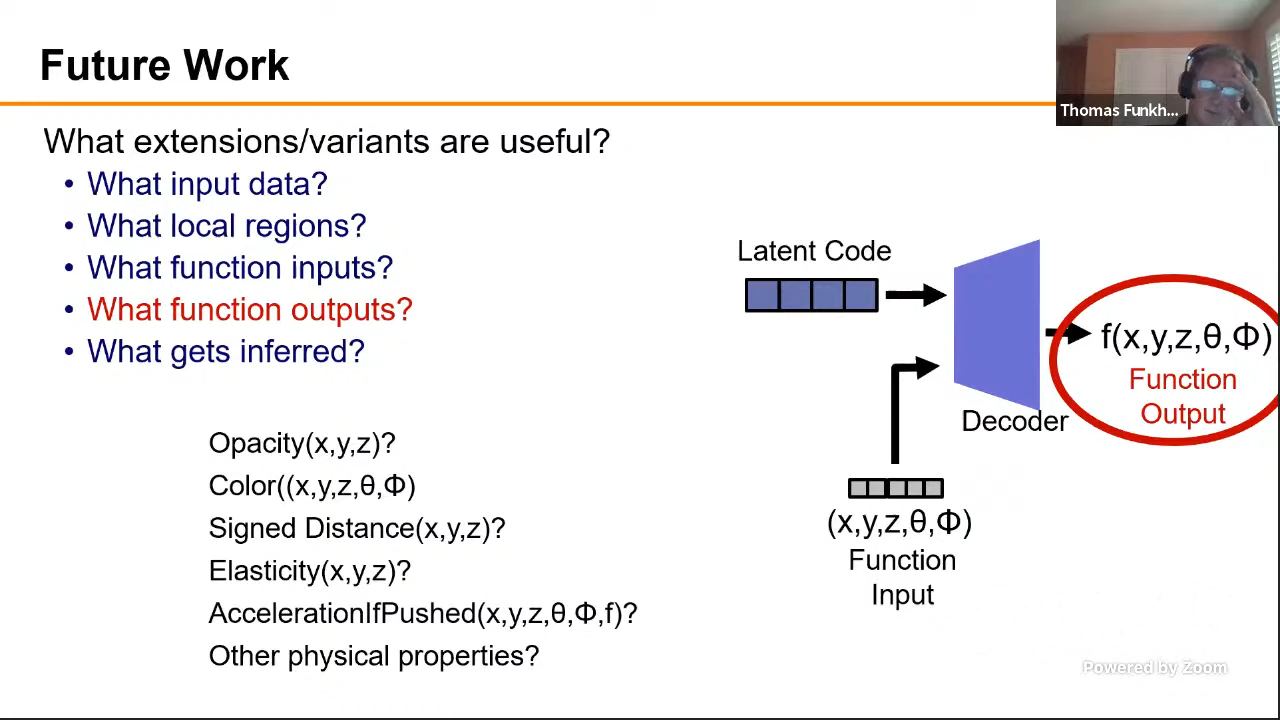 Future Work
Thomas Funkh...
What extensions/variants are useful?
• What input data?
• What local regions?
• What function inputs?
• What function outputs?
• What gets inferred?
Opacity(x,y,z)?
Color((x,y,z,θ,Φ)
Signed Distance(x,y,z)?
Elasticity(x,y,z)?
AccelerationIfPushed(x,y,z,θ,Φ,f)?
Other physical properties?
Latent Code
Decoder
f(x,y,z,θ,Φ)
Function
Output
(x,y,z,θ,Φ)
Function
Input
Powered by Zoom